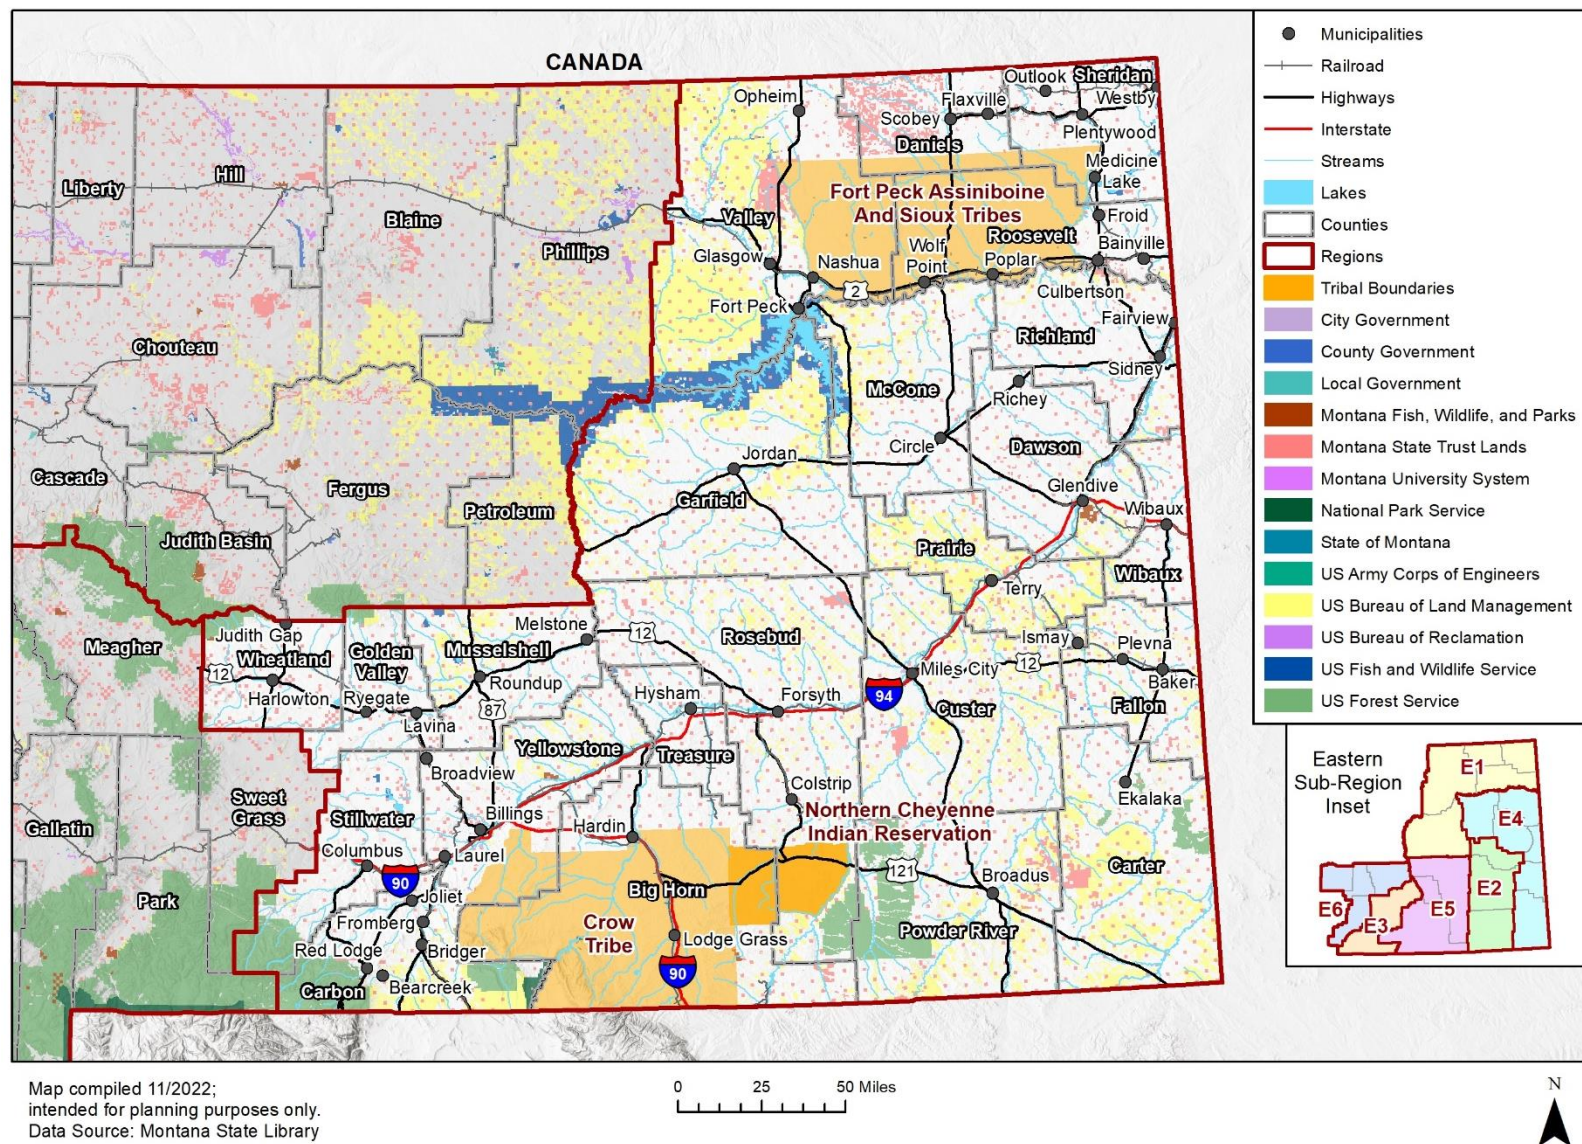 CANADA
Opheim
Outlook
Sheridan
Flaxville
Westby
Scobey
Plentywood
Daniels
Medicine
Lake
Hill
Liberty
Fort Peck Assiniboine
And Sioux Tribes
Blaine
Valley
Froid
Phillips
Roosevelt
Wolf
Point
Bainville
Glasgow
Nashua
Poplar
2
Culbertson
Fort Peck
Fairview
Richland
Chouteau
Sidney
McCone
Richey
Circle
Dawson
Jordan
Cascade
Fergus
Glendive
Garfield
Petroleum
Wibaux
Judith Basin
Prairie
Wibaux
Terry
Melstone
Judith Gap
12
Rosebud
Ismay
Plevna
Meagher
Wheatland
Golden
Valley
Musselshell
12
Miles City
12
Roundup
Baker
Harlowton
Ryegate
Hysham
Forsyth
94
87
Custer
Fallon
Lavina
Yellowstone
Treasure
Broadview
Colstrip
Ekalaka
Sweet
Grass
Billings
Northern Cheyenne
Indian Reservation
Stillwater
Hardin
Gallatin
Columbus
Laurel
Carter
121
90
Big Horn
Broadus
Park
Joliet
Fromberg
Crow
Tribe
Powder River
Lodge Grass
Red Lodge
Bridger
90
Bearcreek
Carbon
Municipalities
Railroad
Highways
Interstate
Streams
Lakes
Counties
Regions
Tribal Boundaries
City Government
County Government
Local Government
Montana Fish, Wildlife, and Parks
Montana State Trust Lands
Montana University System
National Park Service
State of Montana
US Army Corps of Engineers
US Bureau of Land Management
US Bureau of Reclamation
US Fish and Wildlife Service
US Forest Service
Eastern
Sub-Region
Inset
E1
E4
E2
E6
E3
E5
Map compiled 11/2022;
intended for planning purposes only.
Data Source: Montana State Library
0 25 50 Miles
N